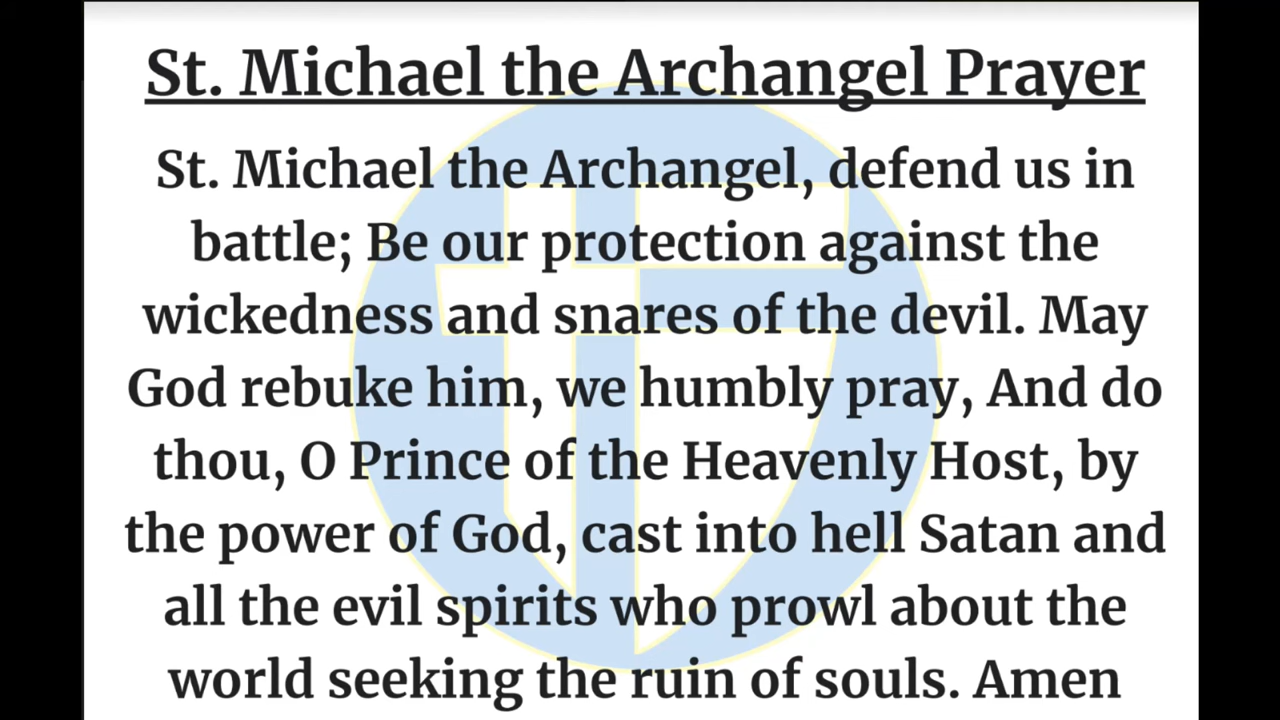 St. Michael the Archangel Prayer
St. Michael the Archangel, defend us in
battle; Be our protection against the
wickedness and snares of the devil. May
God rebuke him, we humbly pray, And do
thou, O Prince of the Heavenly Host, by
the power of God, cast into hell Satan and
all the evil spirits who prowl about the
world seeking the ruin of souls. Amen